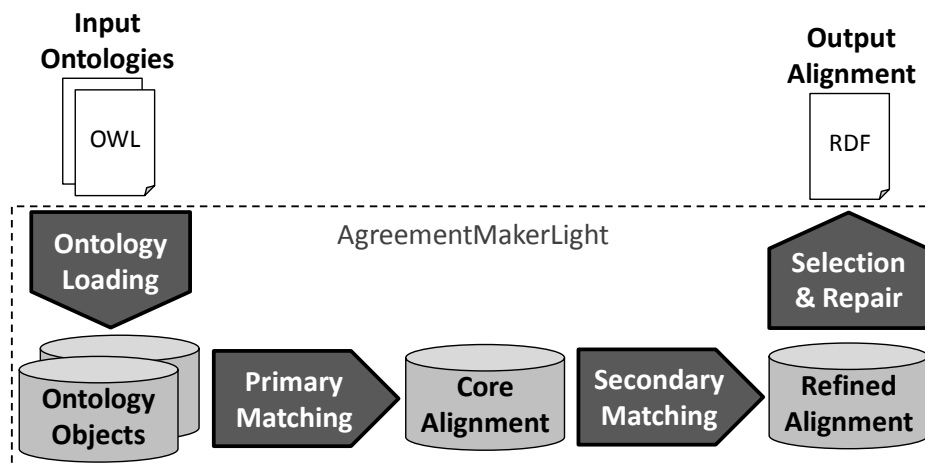 Input
Ontologies
OWL
Output
Alignment
RDF
AgreementMakerLight
Ontology
Loading
Selection
& Repair
Ontology
Objects
Primary
Matching
Core
Alignment
Secondary
Matching
Refined
Alignment